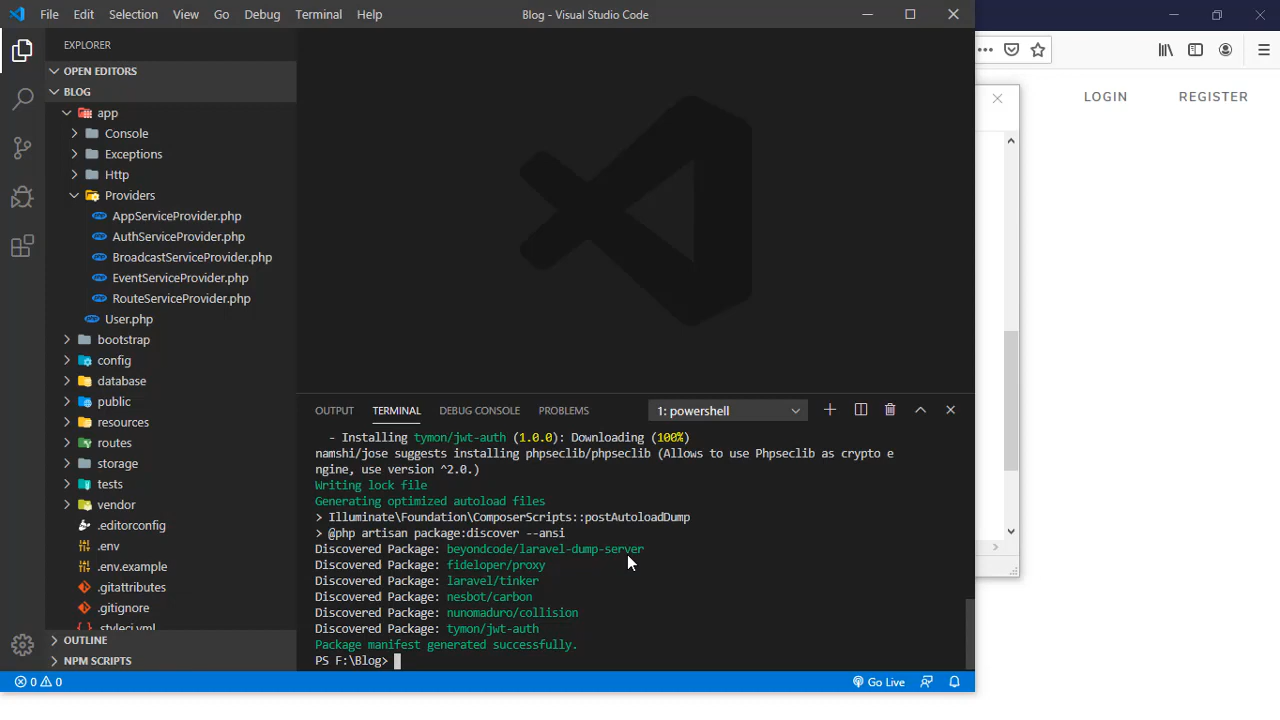 File Edit Selection View Go Debug Terminal Help
Blog - Visual Studio Code
EXPLORER
OPEN EDITORS
BLOG
app
Console
Exceptions
Http
Providers
AppServiceProvider.php
AuthServiceProvider.php
BroadcastServiceProvider.php
EventServiceProvider.php
RouteServiceProvider.php
User.php
bootstrap
config
database
public
resources
routes
storage
tests
vendor
.editorconfig
.env
.env.example
.gitattributes
.gitignore
.styleci.yml
OUTLINE
NPM SCRIPTS
OUTPUT TERMINAL DEBUG CONSOLE PROBLEMS
1: powershell
- Installing tymon/jwt-auth (1.0.0): Downloading (100%)
namshi/jose suggests installing phpseclib/phpseclib (Allows to use Phpseclib as crypto e
ngine, use version ^2.0.)
Writing lock file
Generating optimized autoload files
> Illuminate\Foundation\ComposerScripts::postAutoloadDump
> @php artisan package:discover --ansi
Discovered Package: beyondcode/laravel-dump-server
Discovered Package: fideloper/proxy
Discovered Package: laravel/tinker
Discovered Package: nesbot/carbon
Discovered Package: nunomaduro/collision
Discovered Package: tymon/jwt-auth
Package manifest generated successfully.
PS F:\Blog>
0 0
Go Live
LOGIN REGISTER